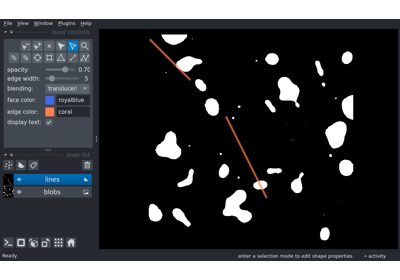 File View Window Plugins Help
layer controls
opacity: 0.70
edge width: 5
blending: translucen
face color: royalblue
edge color: coral
display text:
layer list
lines
blobs
Ready enter a selection mode to edit shape properties activity